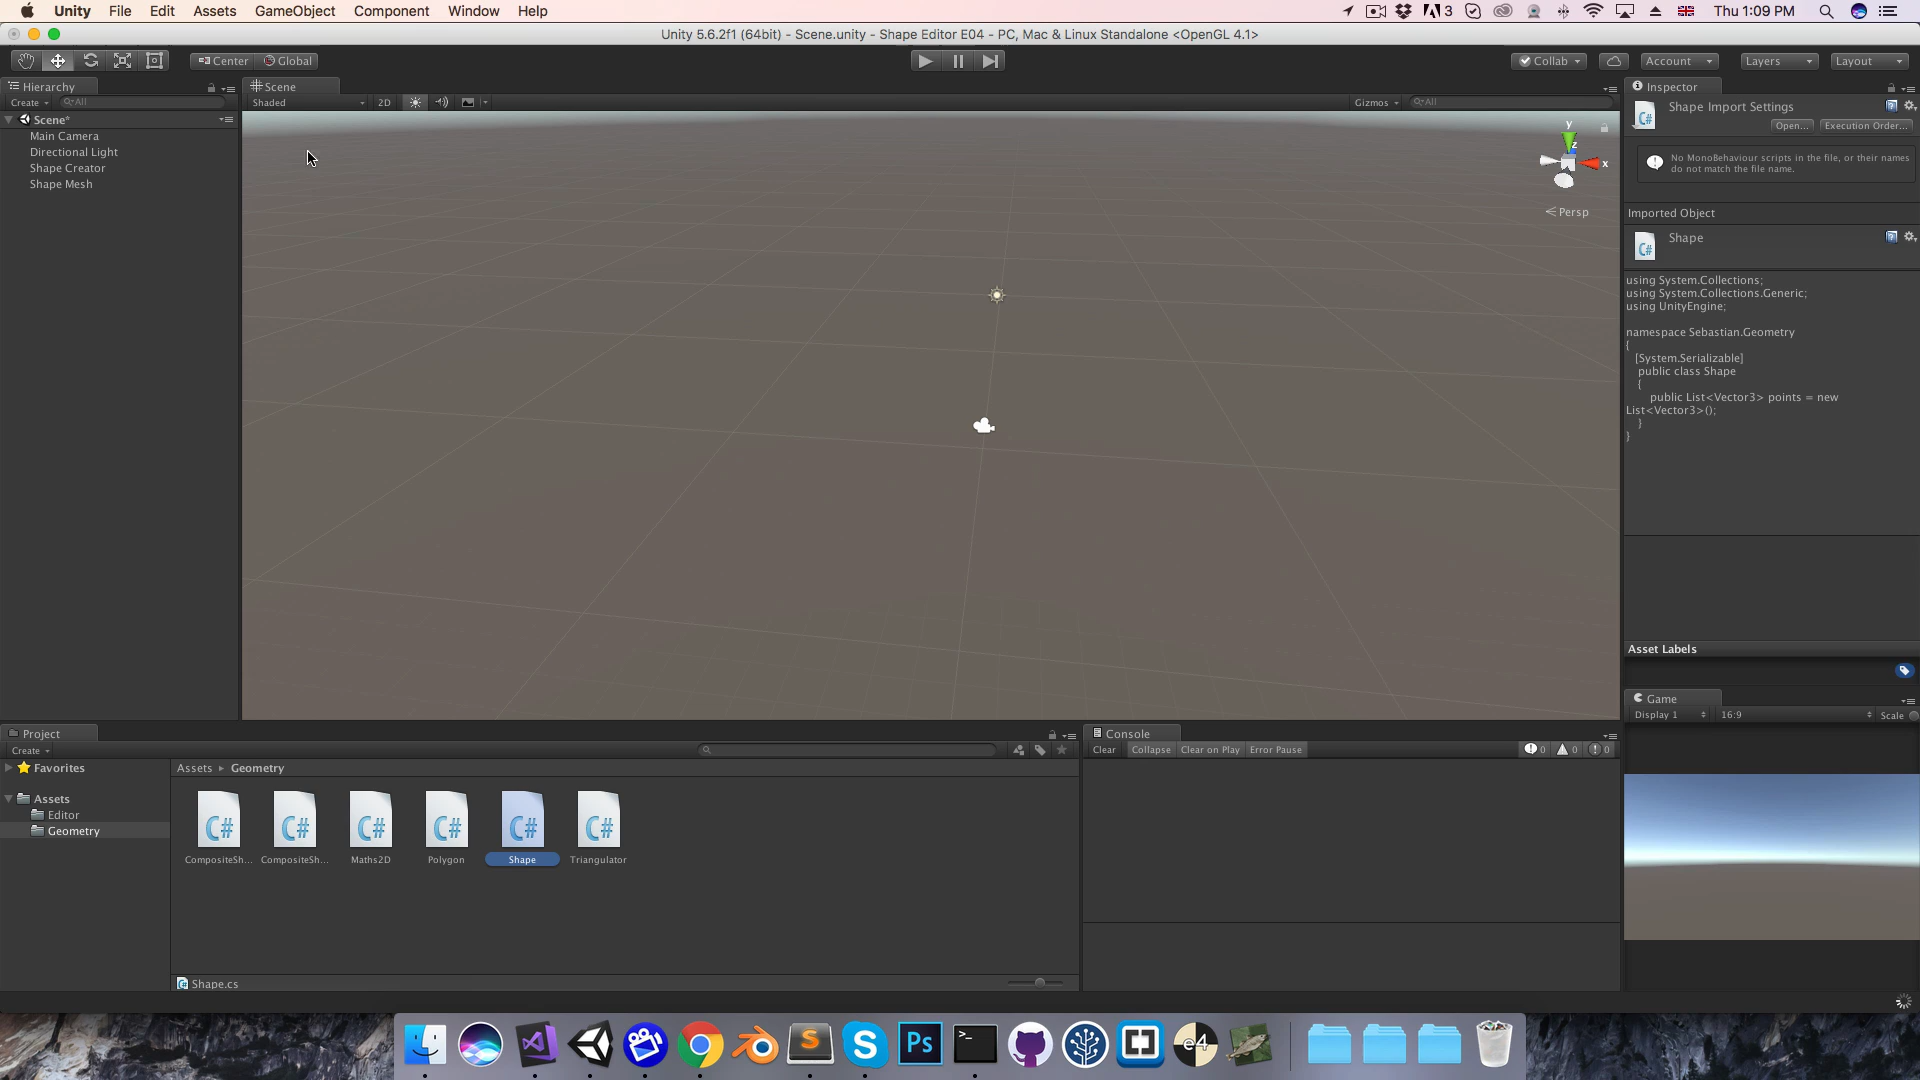 Unity File Edit Assets GameObject Component Window Help
3 Thu 1:09 PM
Unity 5.6.2f1 (64bit) - Scene.unity - Shape Editor E04 - PC, Mac & Linux Standalone <OpenGL 4.1>
Center Global
Collab Account Layers Layout
Hierarchy
Create All
Scene*
Main Camera
Directional Light
Shape Creator
Shape Mesh
Scene
Shaded 2D Gizmos All
y
z
x
Persp
Inspector
Shape Import Settings
Open... Execution Order...
No MonoBehaviour scripts in the file, or their names
do not match the file name.
Imported Object
C# Shape
using System.Collections;
using System.Collections.Generic;
using UnityEngine;
namespace Sebastian.Geometry
{
[System.Serializable]
public class Shape
{
public List<Vector3> points = new
List<Vector3>();
}
}
Asset Labels
Game
Display 1 16:9 Scale
Project
Create
Favorites
Assets
Editor
Geometry
Assets ▸ Geometry
C# C# C# C# C# C#
CompositeSh... CompositeSh... Maths2D Polygon Shape Triangulator
Shape.cs
Console
Clear Collapse Clear on Play Error Pause 0 0 0
S S Ps >_ e4